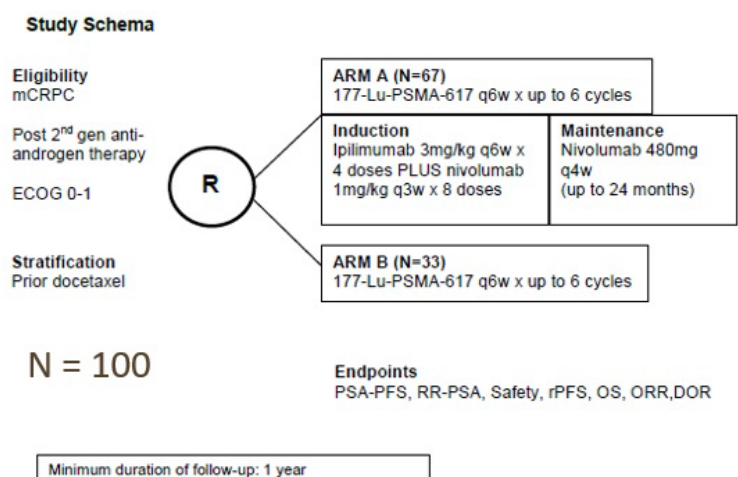 Study Schema
Eligibility
mCRPC
Post 2nd gen anti-
androgen therapy
ECOG 0-1
Stratification
Prior docetaxel
R
ARM A (N=67)
177-Lu-PSMA-617 q6w x up to 6 cycles
Induction
Ipilimumab 3mg/kg q6w x
4 doses PLUS nivolumab
1mg/kg q3w x 8 doses
Maintenance
Nivolumab 480mg
q4w
(up to 24 months)
ARM B (N=33)
177-Lu-PSMA-617 q6w x up to 6 cycles
N = 100
Endpoints
PSA-PFS, RR-PSA, Safety, rPFS, OS, ORR,DOR
Minimum duration of follow-up: 1 year